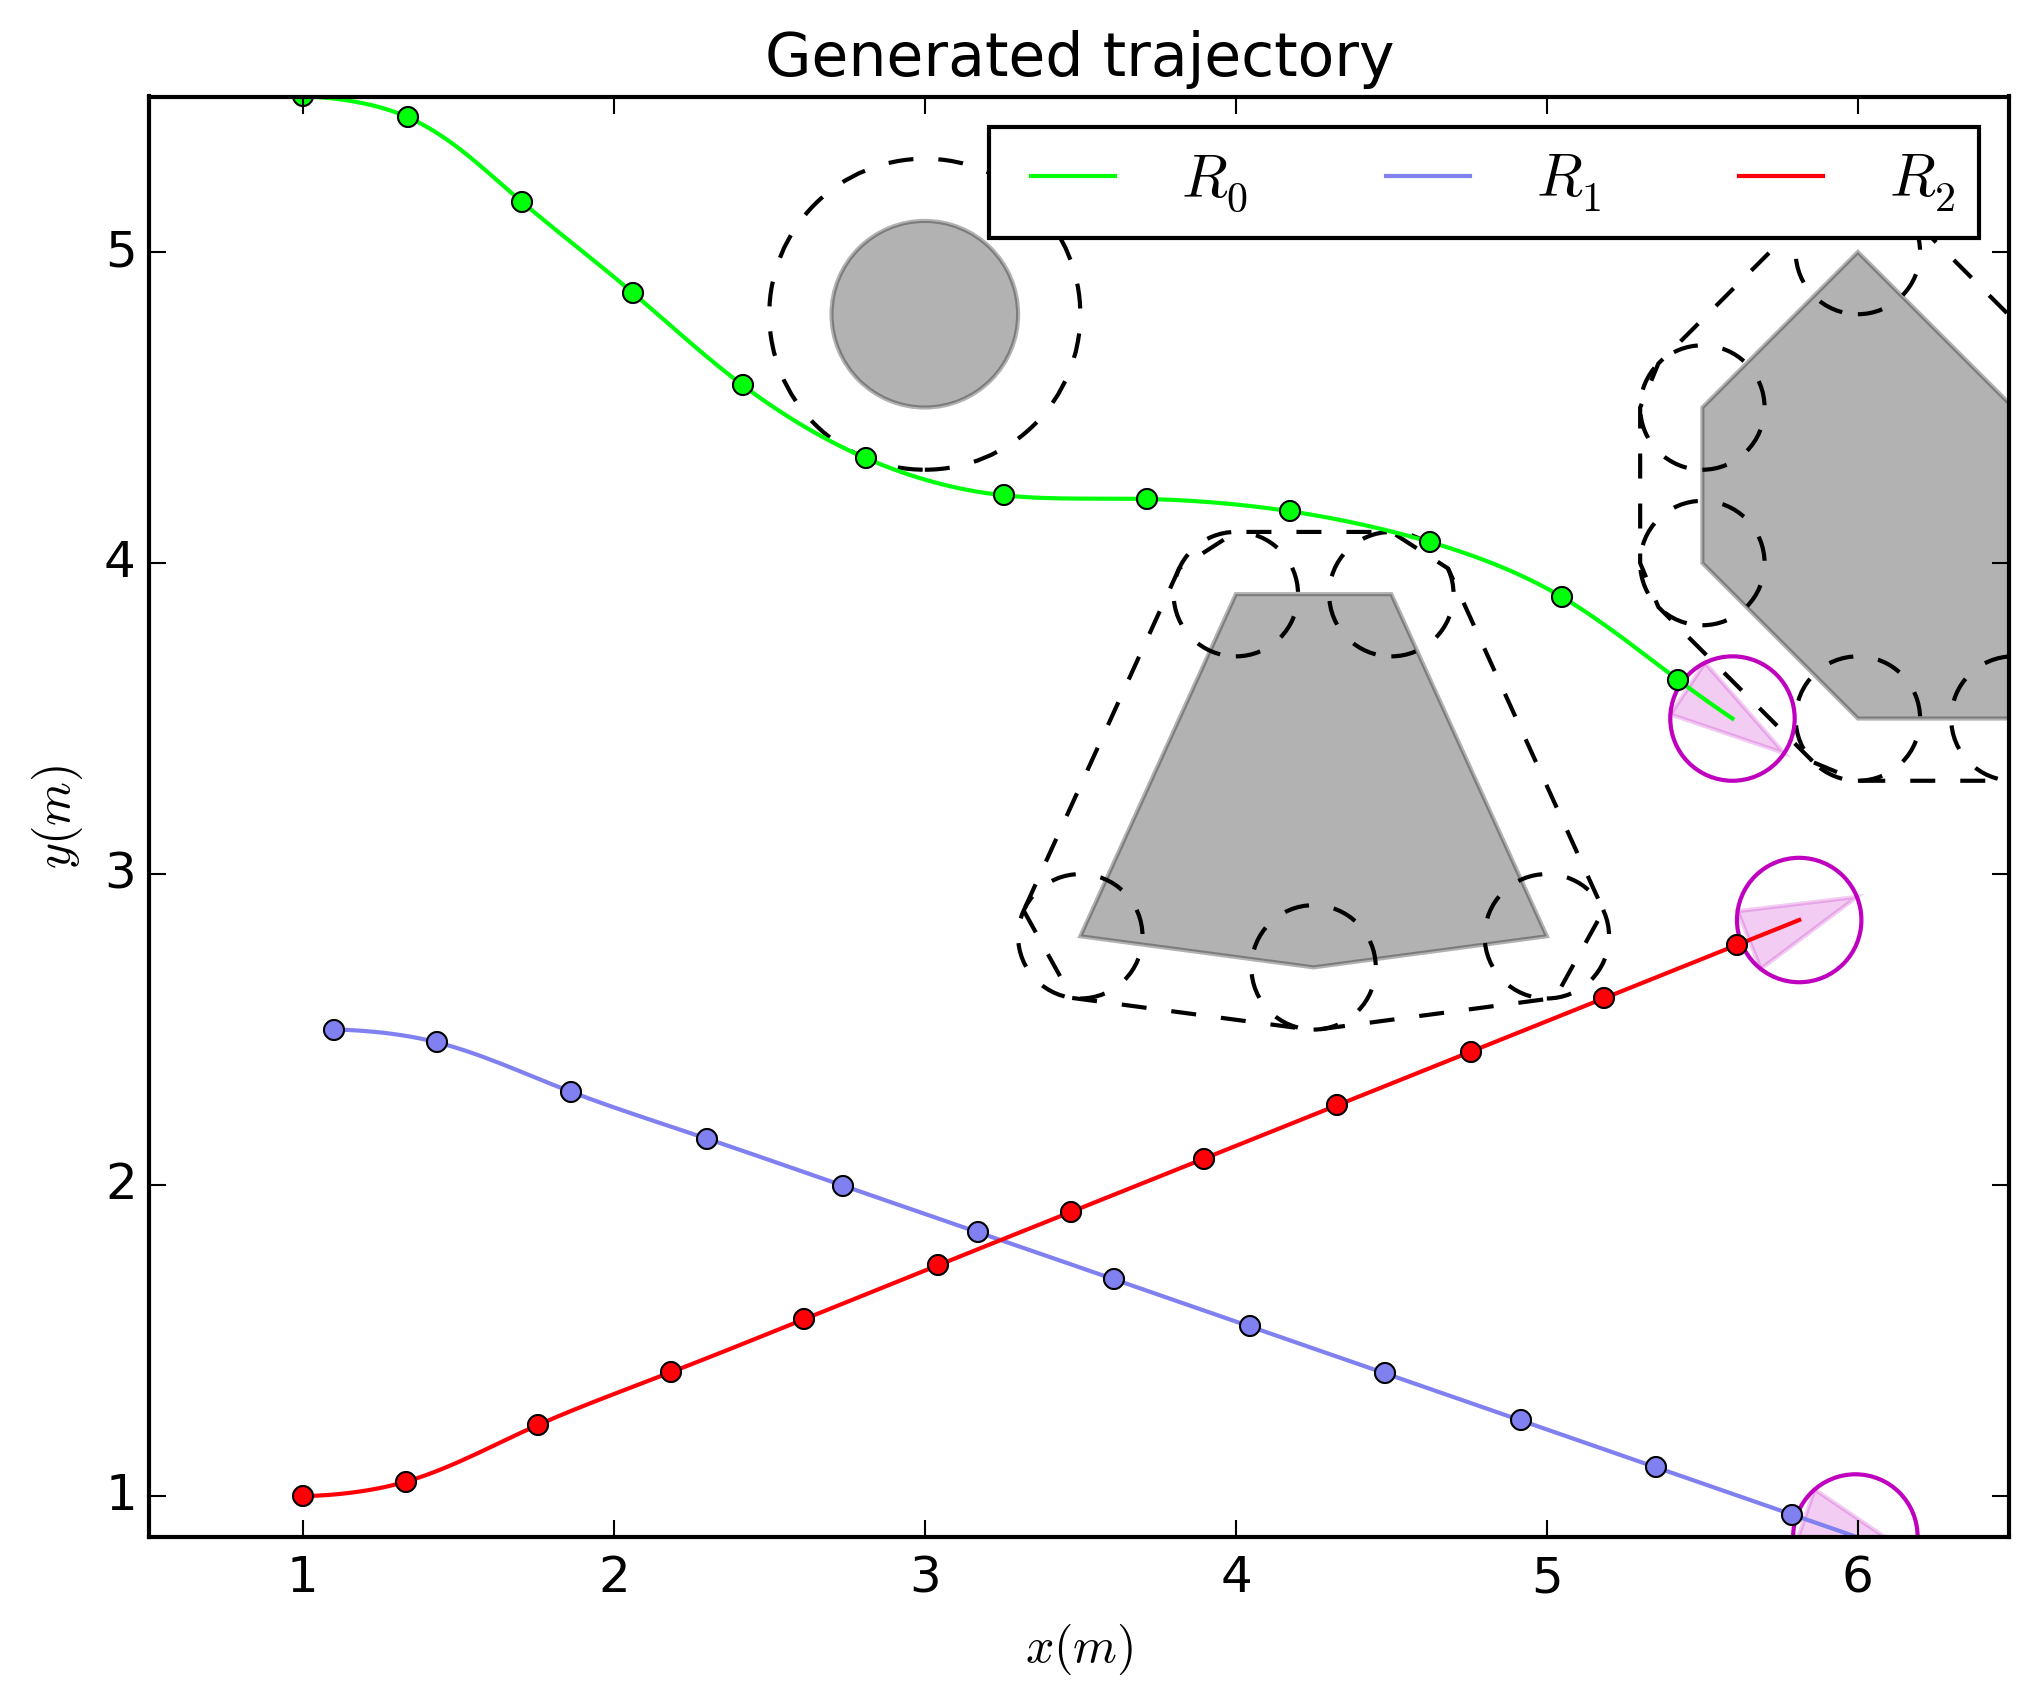 Generated trajectory
R₀ R₁ R₂
5
4
3
2
1
y(m)
1 2 3 4 5 6
x(m)